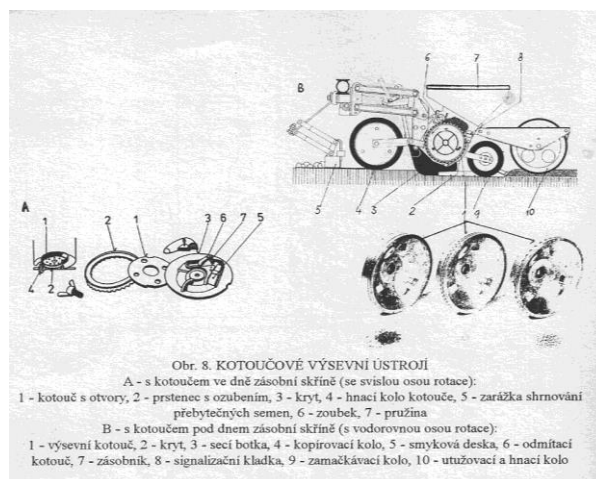 B
6 7 8
5 4 3 2 1 9 10
A
1 2 1 3 6 7 5
1
4 2
Obr. 8. KOTOUČOVÉ VÝSEVNÍ ÚSTROJÍ
A - s kotoučem ve dně zásobní skříně (se svislou osou rotace):
1 - kotouč s otvory, 2 - prstenec s ozubením, 3 - kryt, 4 - hnací kolo kotouče, 5 - zarážka shrnování
přebytečných semen, 6 - zoubek, 7 - pružina
B - s kotoučem pod dnem zásobní skříně (s vodorovnou osou rotace):
1 - výsevní kotouč, 2 - kryt, 3 - secí botka, 4 - kopírovací kolo, 5 - smyková deska, 6 - odmítací
kotouč, 7 - zásobník, 8 - signalizační kladka, 9 - zamačkávací kolo, 10 - utužovací a hnací kolo